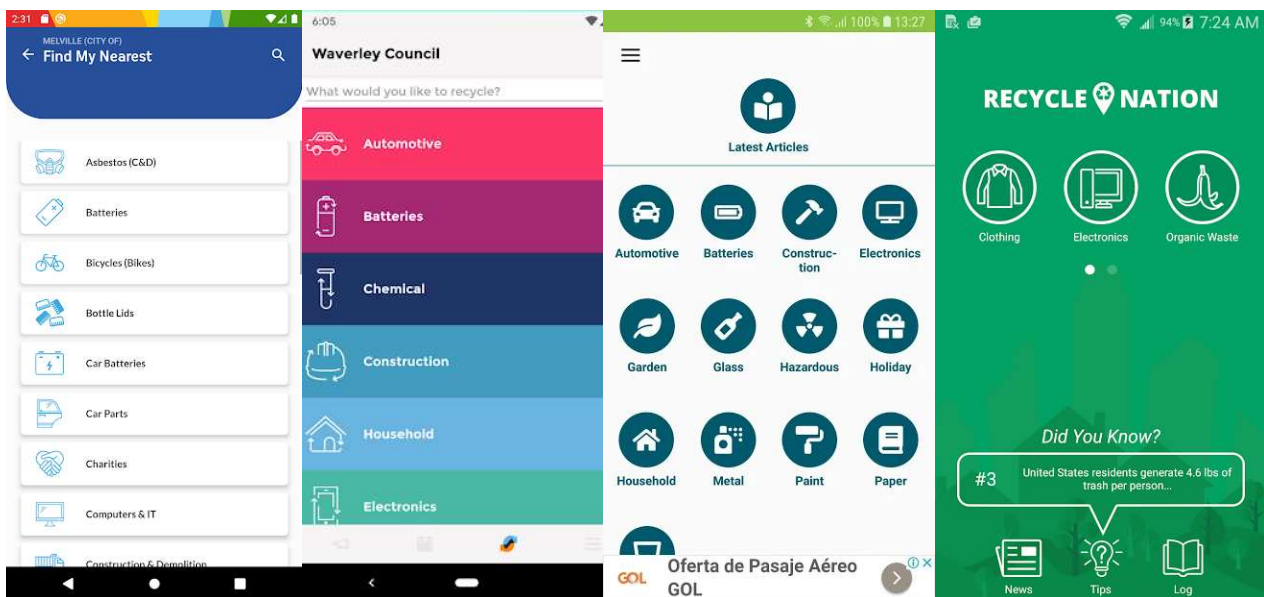 2:31
MELVILLE (CITY OF)
Find My Nearest
Asbestos (C&D)
Batteries
Bicycles (Bikes)
Bottle Lids
Car Batteries
Car Parts
Charities
Computers & IT
Construction & Demolition
6:05
Waverley Council
What would you like to recycle?
Automotive
Batteries
Chemical
Construction
Household
Electronics
100% 13:27
Latest Articles
Automotive Batteries Construc- Electronics
tion
Garden Glass Hazardous Holiday
Household Metal Paint Paper
GOL
Oferta de Pasaje Aéreo
GOL
94% 7:24 AM
RECYCLE NATION
Clothing Electronics Organic Waste
Did You Know?
#3
United States residents generate 4.6 lbs of
trash per person...
News Tips Log